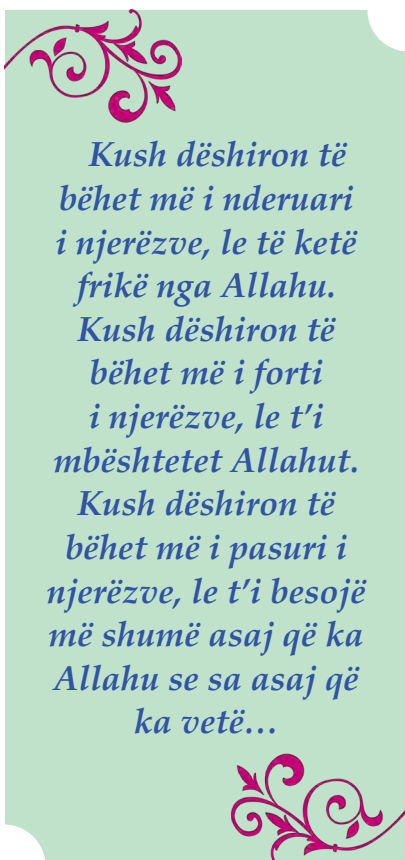 Kush dëshiron të
bëhet më i nderuari
i njerëzve, le të ketë
frikë nga Allahu.
Kush dëshiron të
bëhet më i forti
i njerëzve, le t’i
mbështetet Allahut.
Kush dëshiron të
bëhet më i pasuri i
njerëzve, le t’i besojë
më shumë asaj që ka
Allahu se sa asaj që
ka vetë…